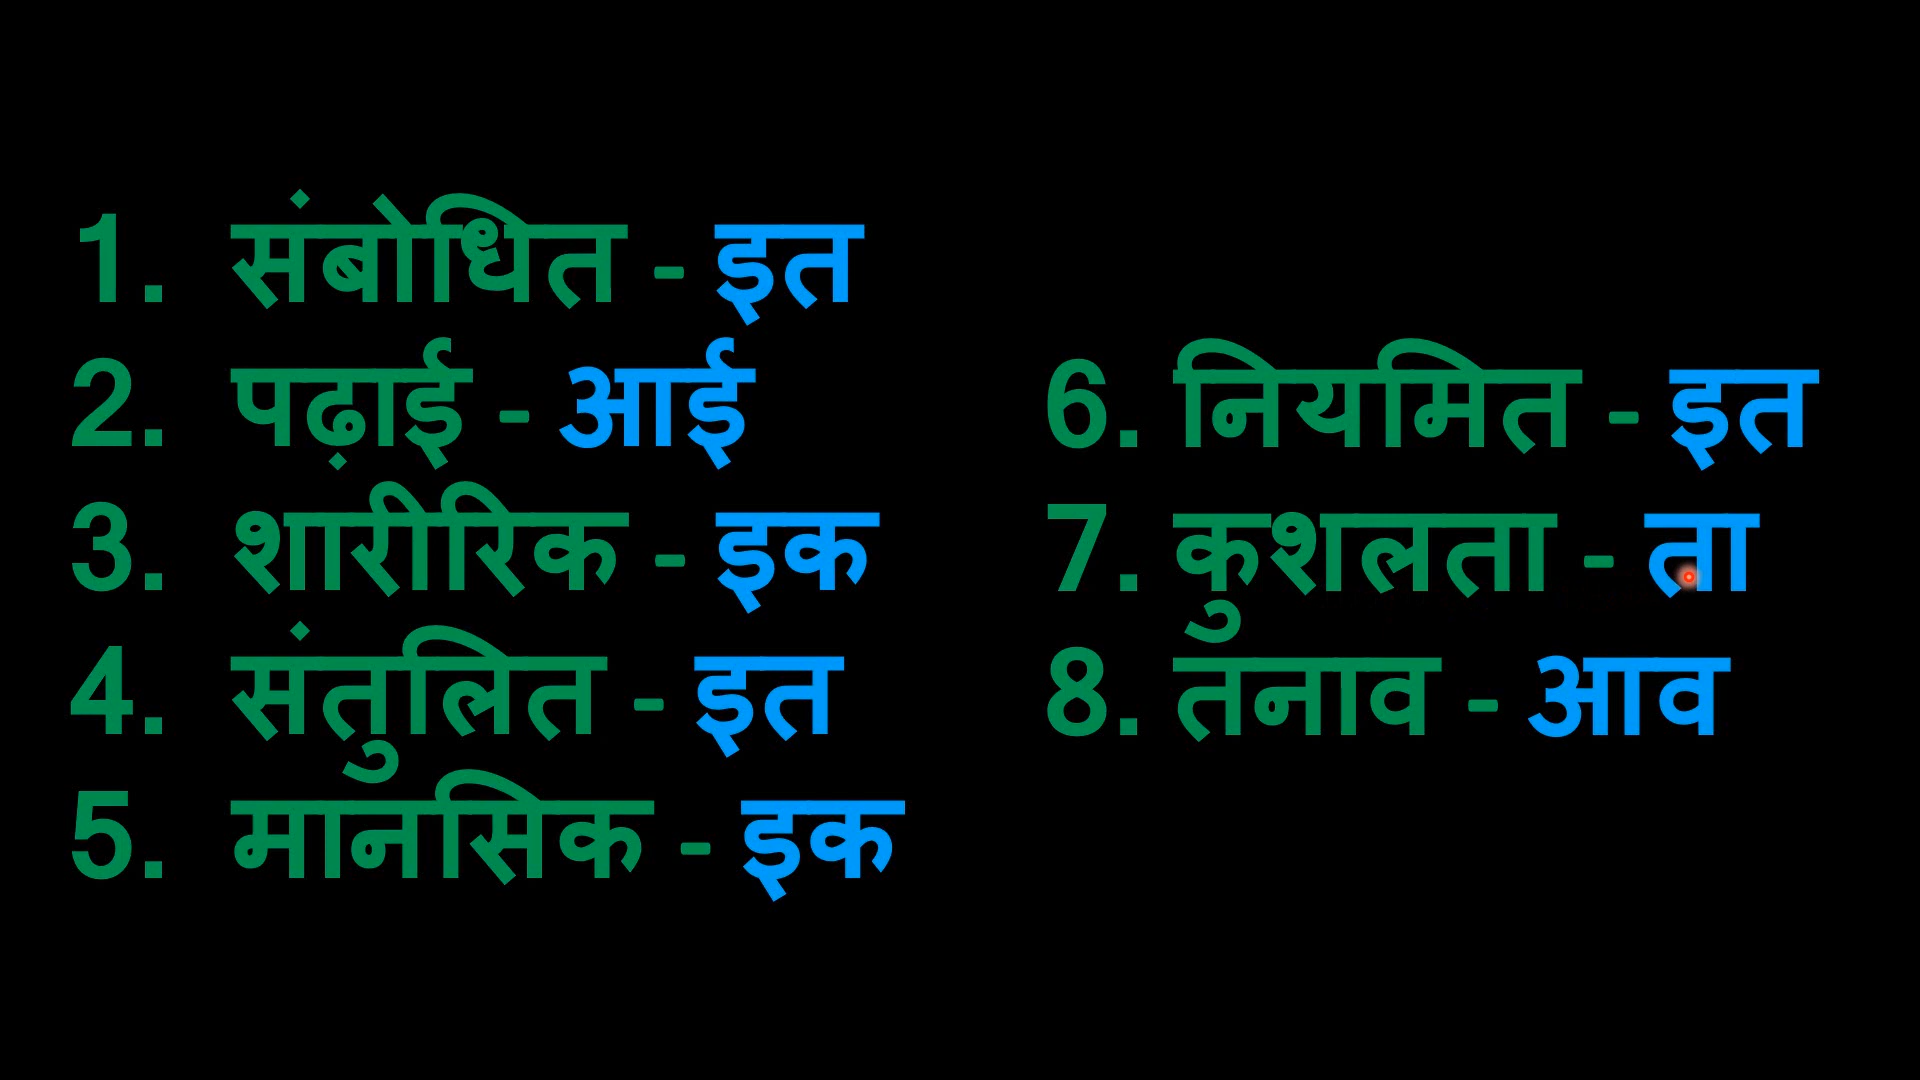 1. संबोधित - इत
2. पढ़ाई - आई
3. शारीरिक - इक
4. संतुलित - इत
5. मानसिक - इक
6. नियमित - इत
7. कुशलता - ता
8. तनाव - आव